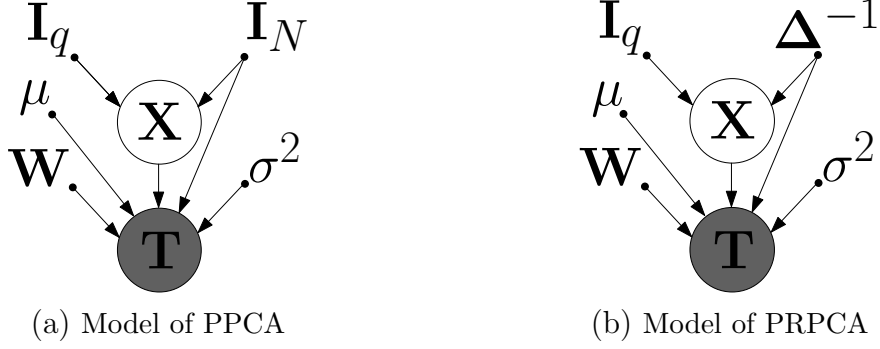 I_q I_N I_q Δ^{-1}
μ X μ X
W σ^2 W σ^2
T T
(a) Model of PPCA (b) Model of PRPCA